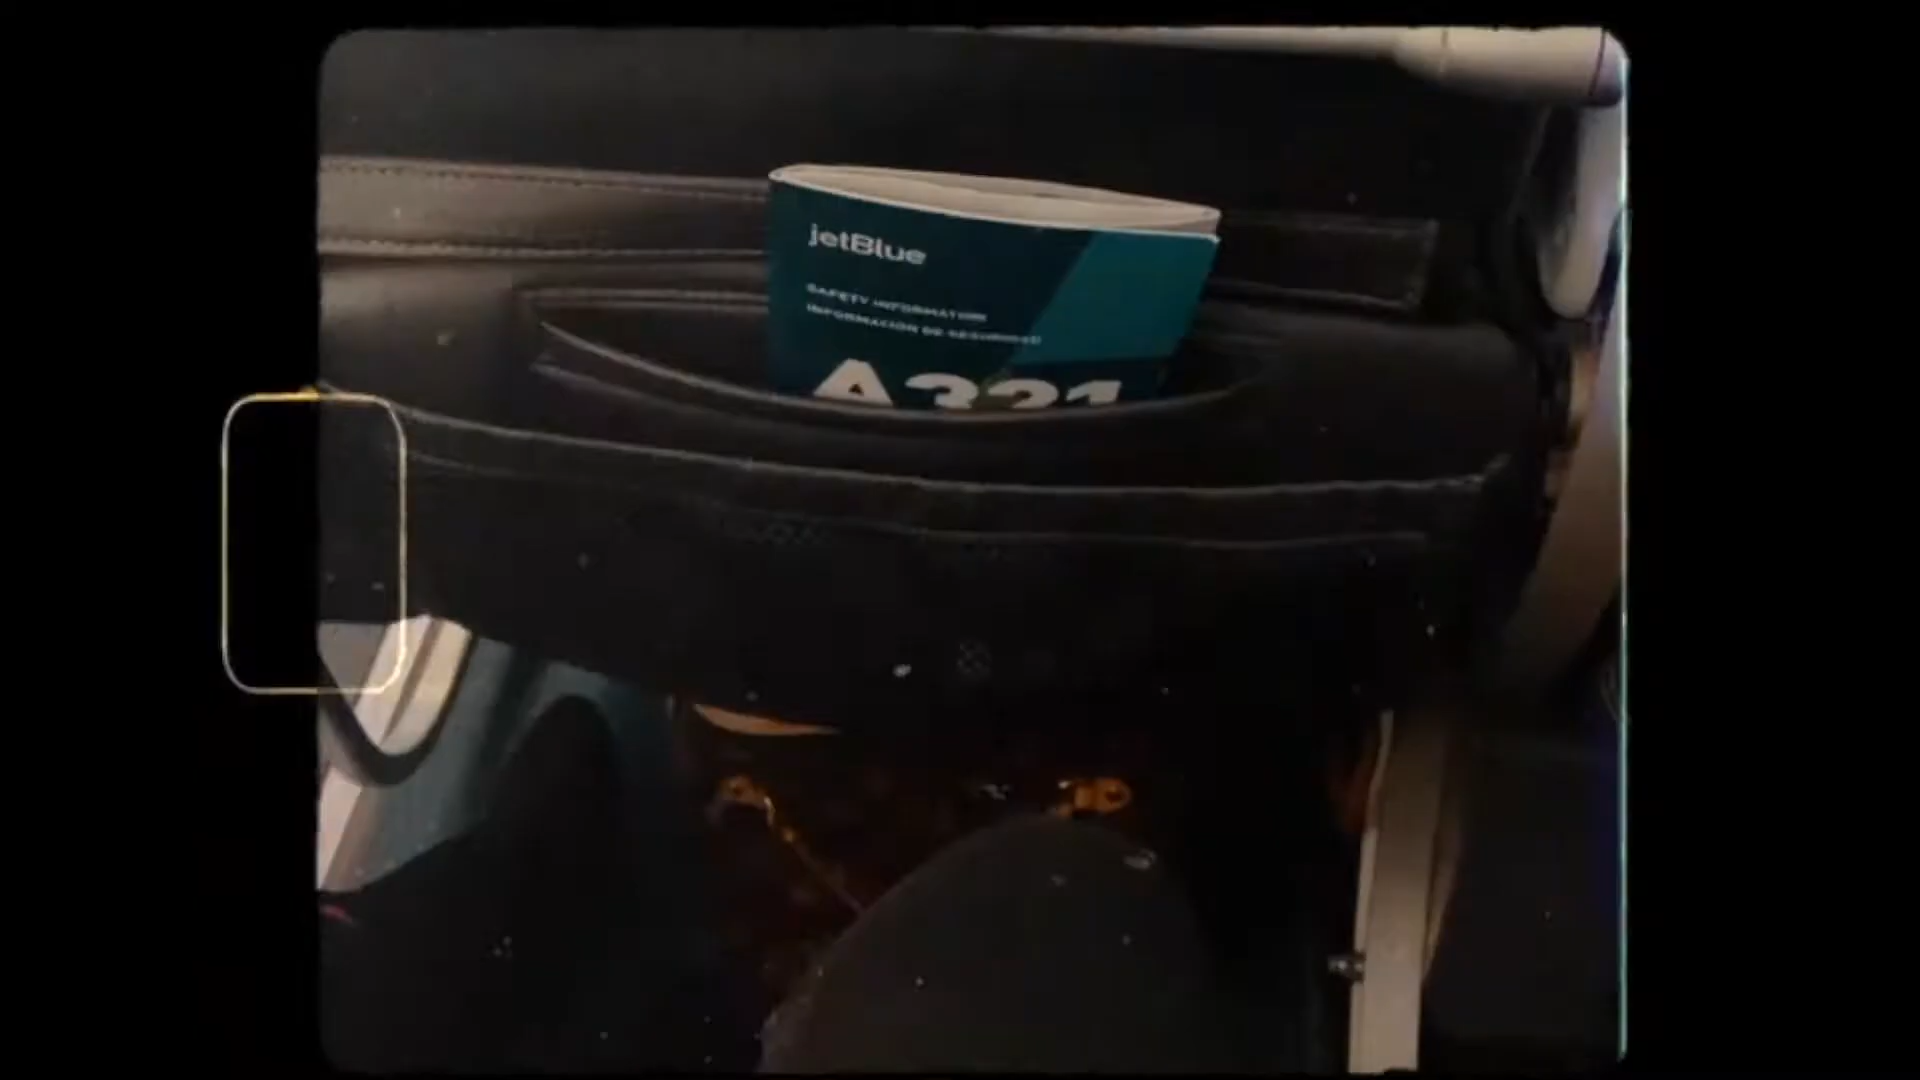 jetBlue
SAFETY INFORMATION
INFORMACIÓN DE SEGURIDAD
A321